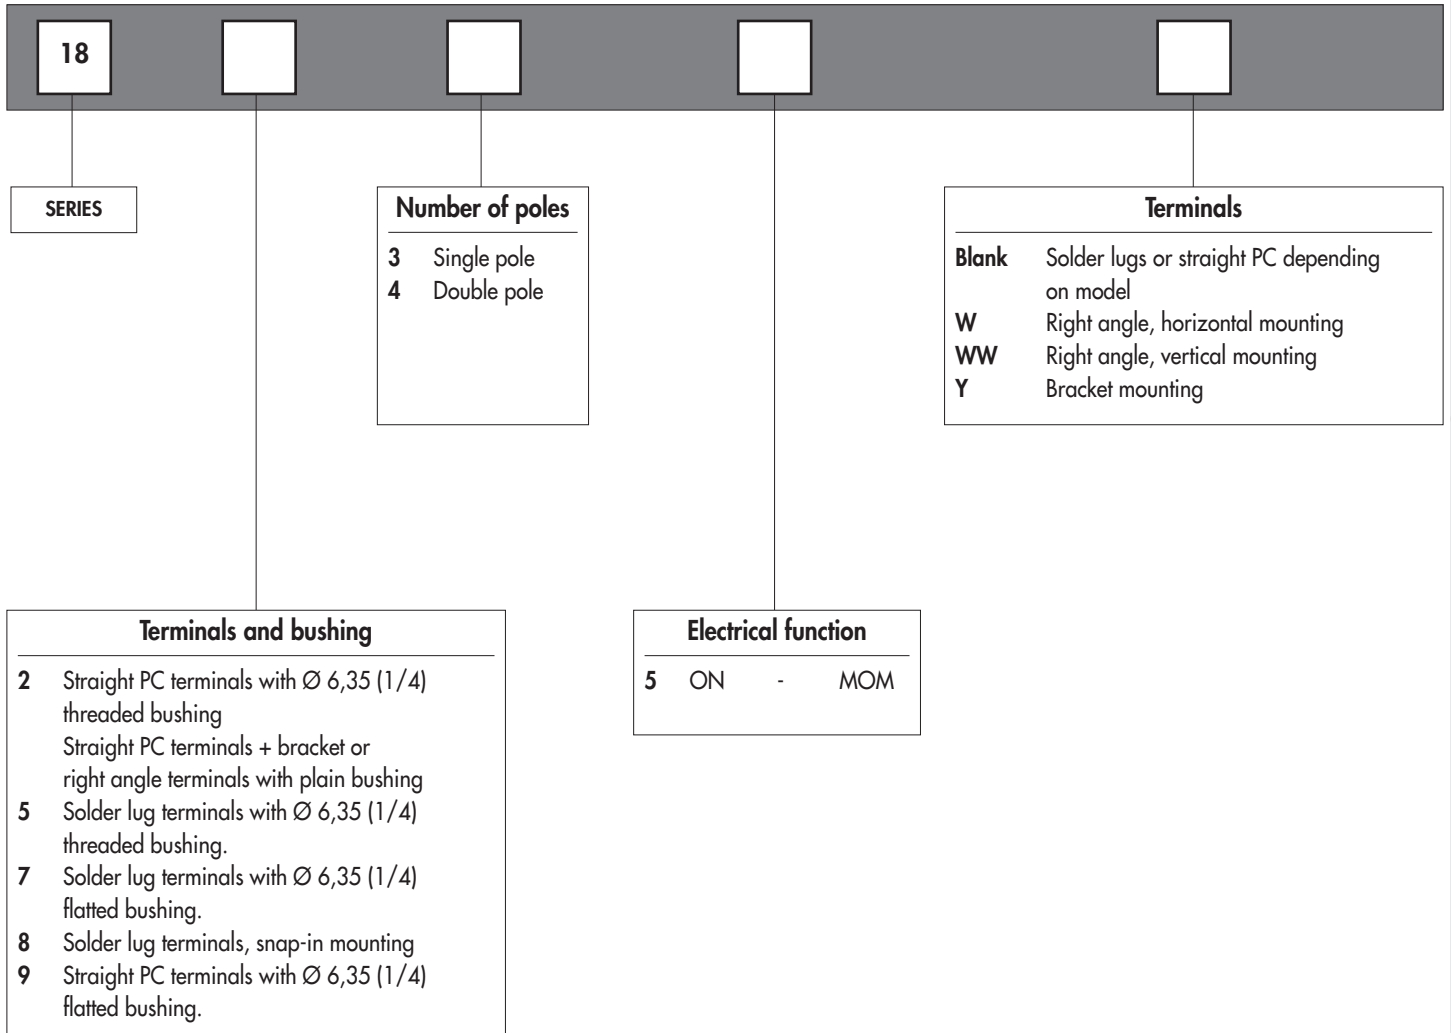 18
SERIES
Number of poles
3 Single pole
4 Double pole
Terminals
Blank Solder lugs or straight PC depending
on model
W Right angle, horizontal mounting
WW Right angle, vertical mounting
Y Bracket mounting
Terminals and bushing
2 Straight PC terminals with Ø 6,35 (1/4)
threaded bushing
Straight PC terminals + bracket or
right angle terminals with plain bushing
5 Solder lug terminals with Ø 6,35 (1/4)
threaded bushing.
7 Solder lug terminals with Ø 6,35 (1/4)
flatted bushing.
8 Solder lug terminals, snap-in mounting
9 Straight PC terminals with Ø 6,35 (1/4)
flatted bushing.
Electrical function
5 ON - MOM